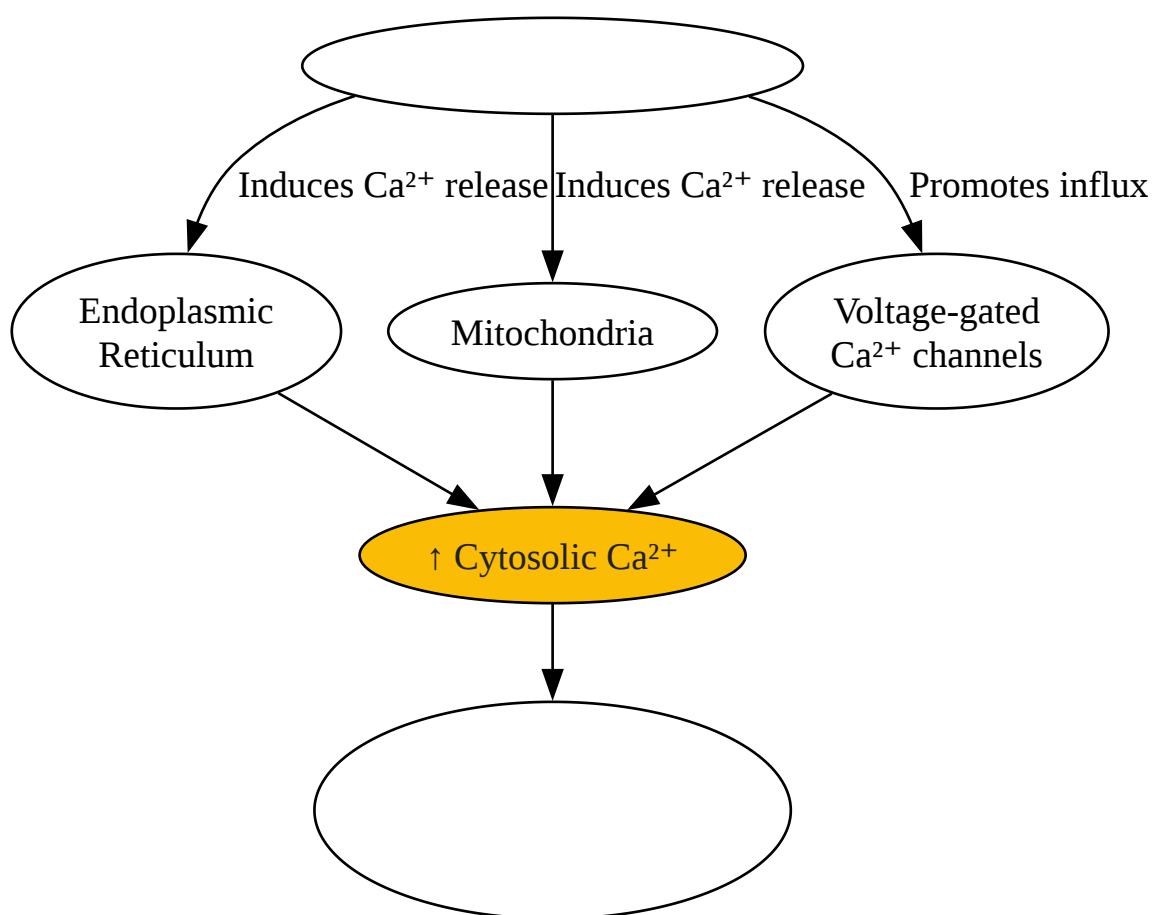 Induces Ca²⁺ release
Induces Ca²⁺ release
Promotes influx
Endoplasmic
Reticulum
Mitochondria
Voltage-gated
Ca²⁺ channels
↑ Cytosolic Ca²⁺